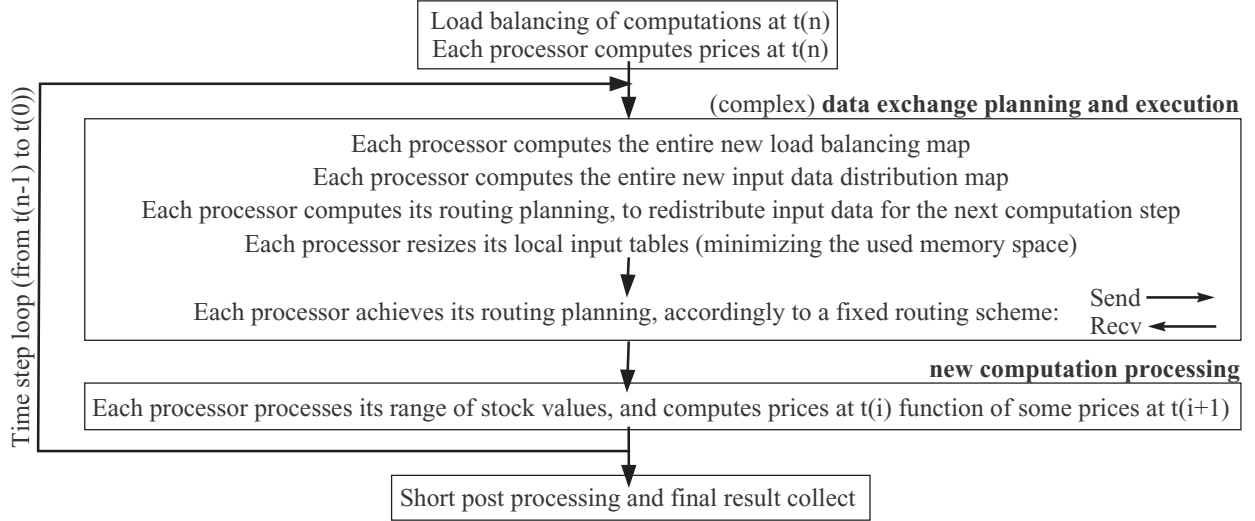 Load balancing of computations at t(n)
Each processor computes prices at t(n)
Time step loop (from t(n-1) to t(0))
(complex) data exchange planning and execution
Each processor computes the entire new load balancing map
Each processor computes the entire new input data distribution map
Each processor computes its routing planning, to redistribute input data for the next computation step
Each processor resizes its local input tables (minimizing the used memory space)
Each processor achieves its routing planning, accordingly to a fixed routing scheme:
Send
Recv
new computation processing
Each processor processes its range of stock values, and computes prices at t(i) function of some prices at t(i+1)
Short post processing and final result collect